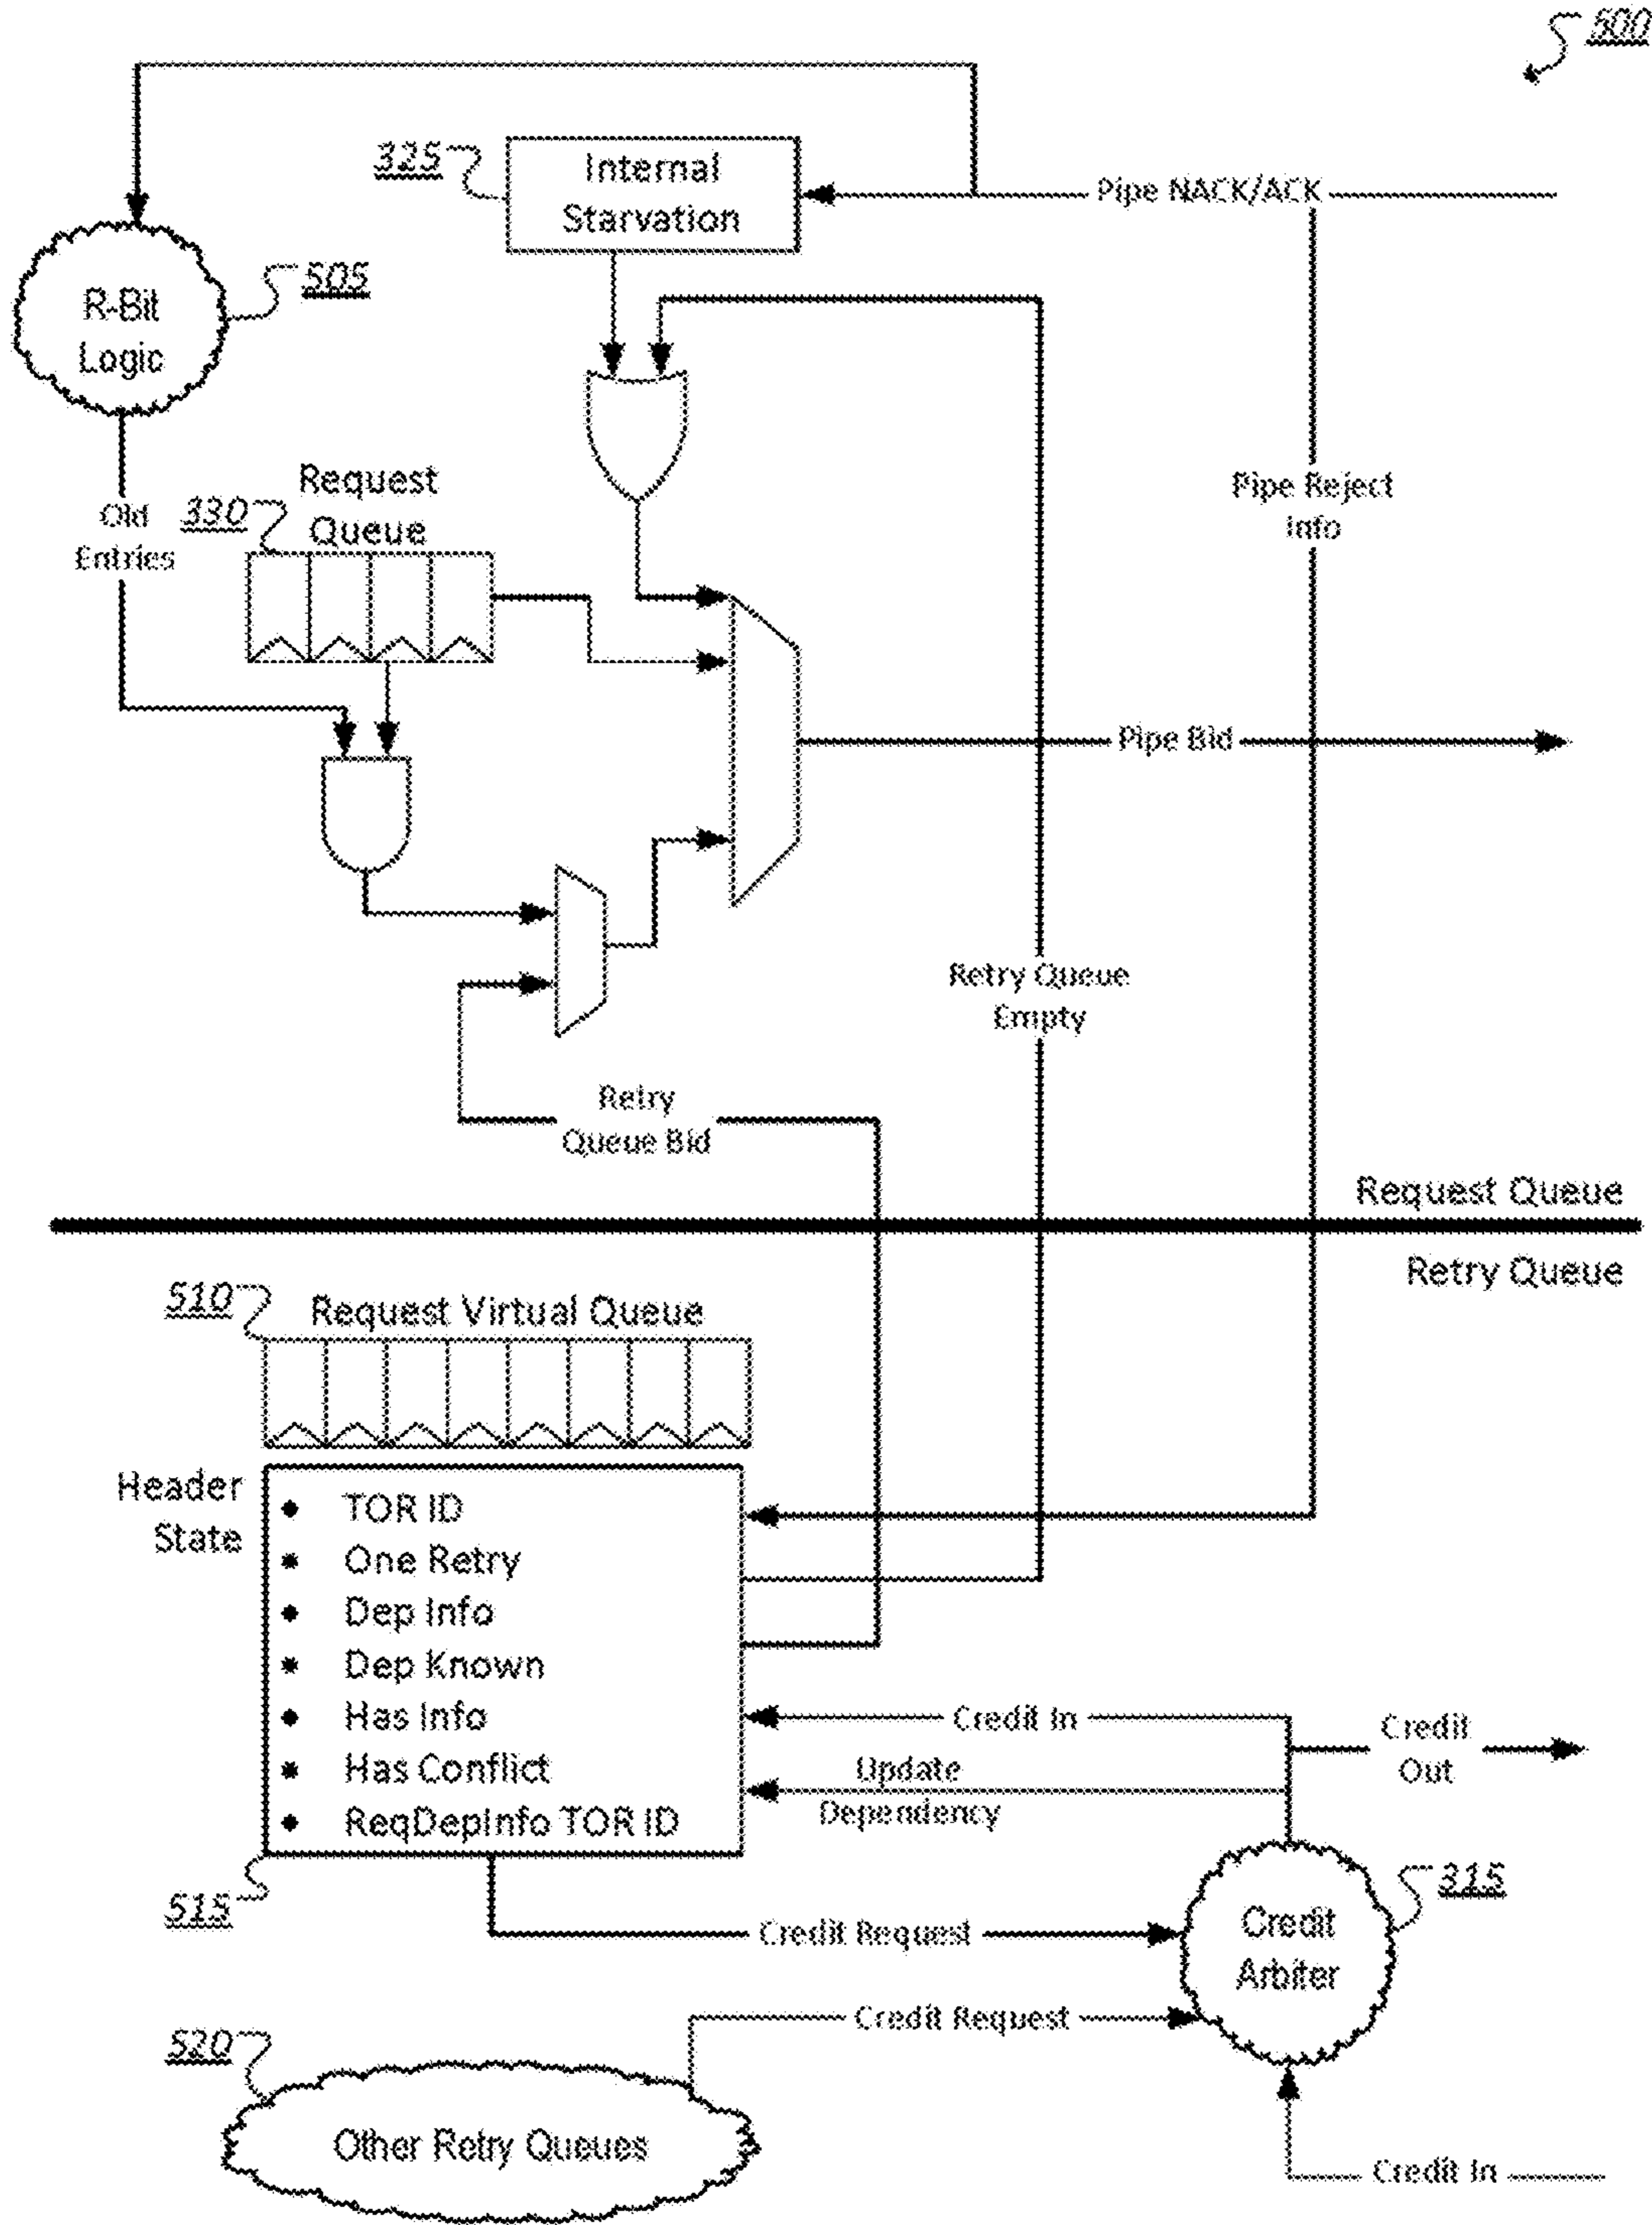 500
325
Internal
Starvation
Pipe NACK/ACK
505
R-Bit
Logic
Request
Queue
330
Old
Entries
Pipe Reject
Info
Pipe Bid
Retry Queue
Empty
Retry
Queue Bid
Request Queue
Retry Queue
510
Request Virtual Queue
Header
State
• TOR ID
• One Retry
• Dep Info
• Dep Known
• Has Info
• Has Conflict
• ReqDepInfo TOR ID
Credit In
Credit
Out
Update
Dependency
515
315
Credit Request
Credit
Arbiter
Credit Request
520
Other Retry Queues
Credit In